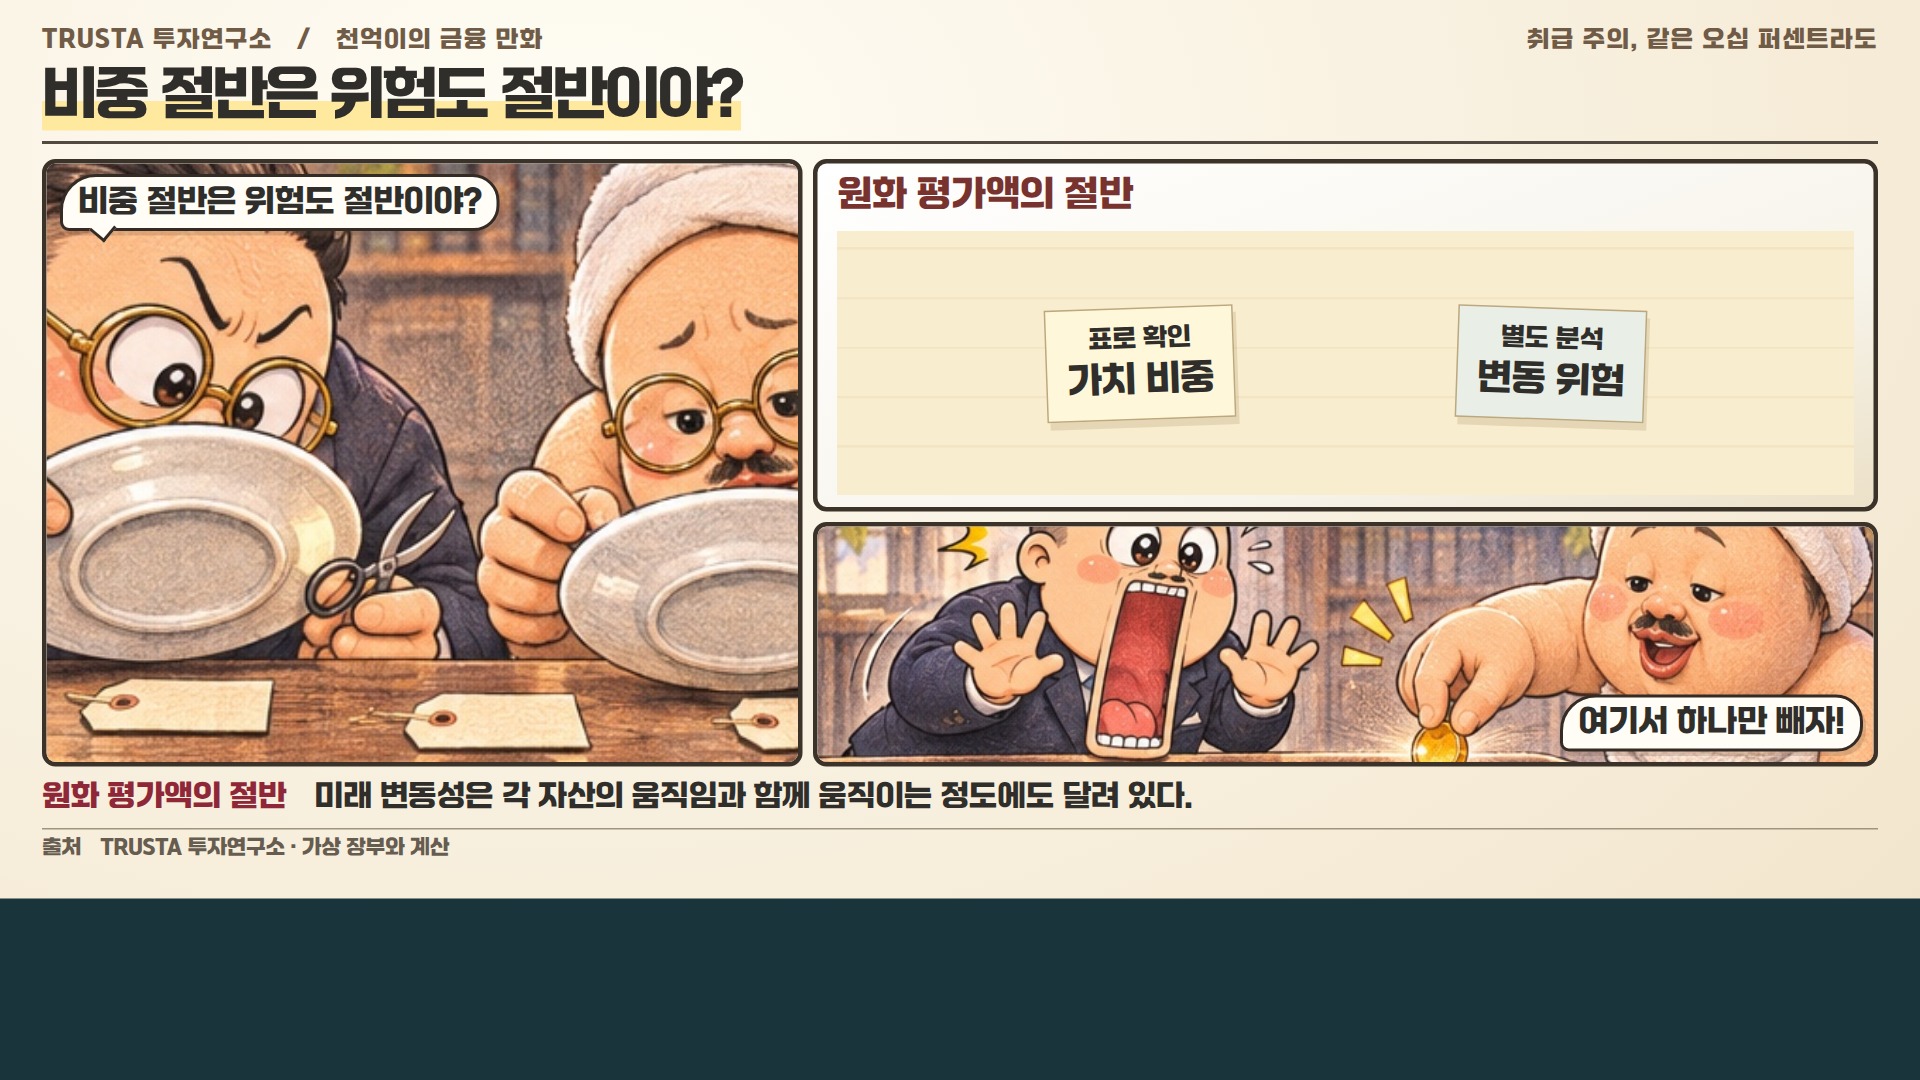 TRUSTA 투자연구소 / 천억이의 금융 만화
취급 주의, 같은 오십 퍼센트라도
비중 절반은 위험도 절반이야?
비중 절반은 위험도 절반이야?
원화 평가액의 절반
표로 확인
가치 비중
별도 분석
변동 위험
여기서 하나만 빼자!
원화 평가액의 절반 미래 변동성은 각 자산의 움직임과 함께 움직이는 정도에도 달려 있다.
출처 TRUSTA 투자연구소 · 가상 장부와 계산